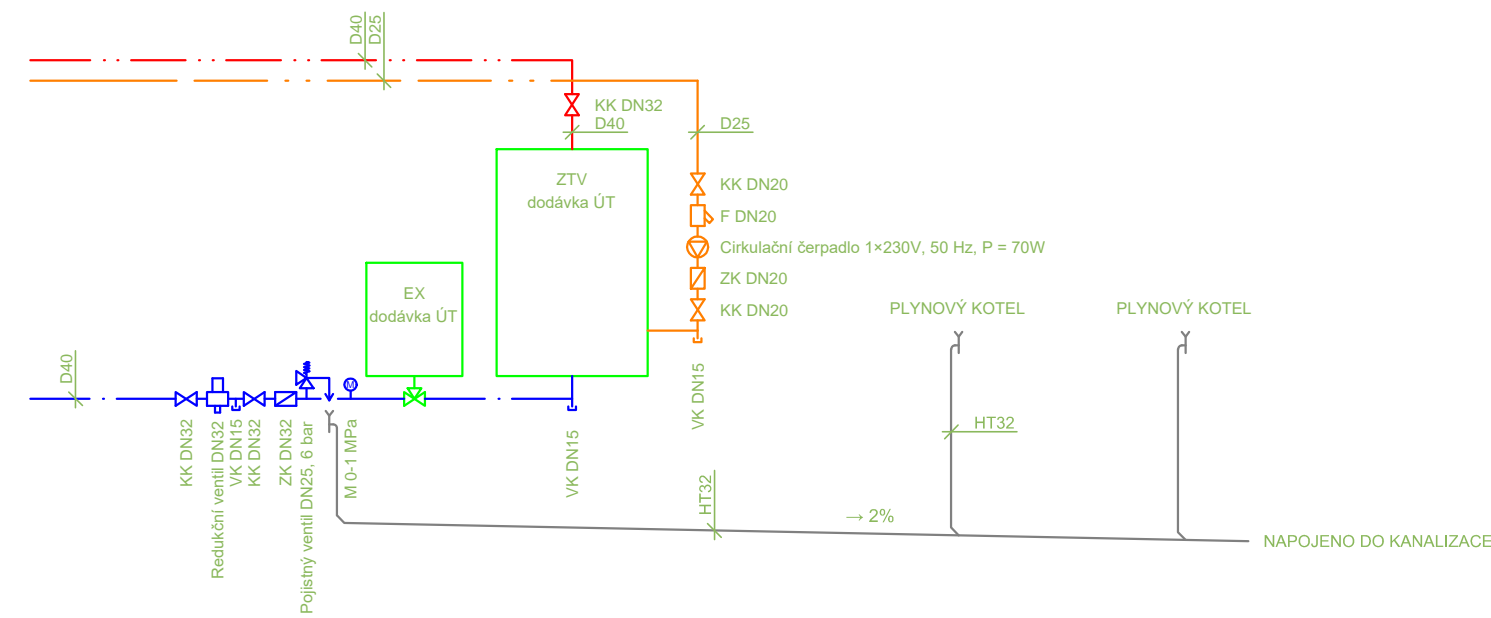 D40
D25
KK DN32
D40
D25
ZTV
dodávka ÚT
KK DN20
F DN20
Cirkulační čerpadlo 1×230V, 50 Hz, P = 70W
ZK DN20
KK DN20
EX
dodávka ÚT
PLYNOVÝ KOTEL
PLYNOVÝ KOTEL
D40
M
VK DN15
HT32
KK DN32
Redukční ventil DN32
VK DN15
KK DN32
ZK DN32
Pojistný ventil DN25, 6 bar
M 0-1 MPa
VK DN15
HT32
→ 2%
NAPOJENO DO KANALIZACE